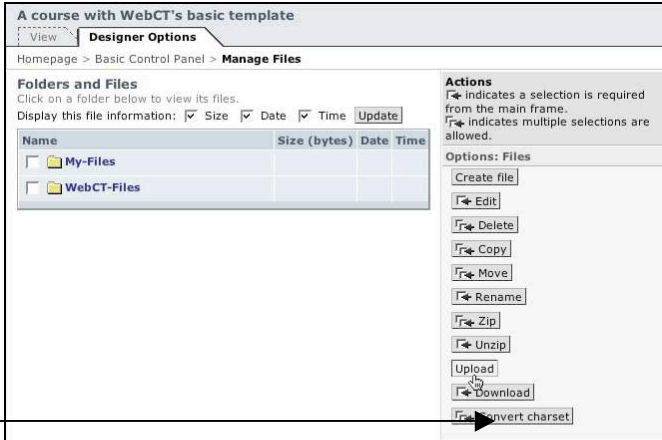 A course with WebCT's basic template
View Designer Options
Homepage > Basic Control Panel > Manage Files
Folders and Files
Click on a folder below to view its files.
Display this file information: Size Date Time Update
Name Size (bytes) Date Time
My-Files
WebCT-Files
Actions
indicates a selection is required
from the main frame.
indicates multiple selections are
allowed.
Options: Files
Create file
Edit
Delete
Copy
Move
Rename
Zip
Unzip
Upload
Download
Convert charset